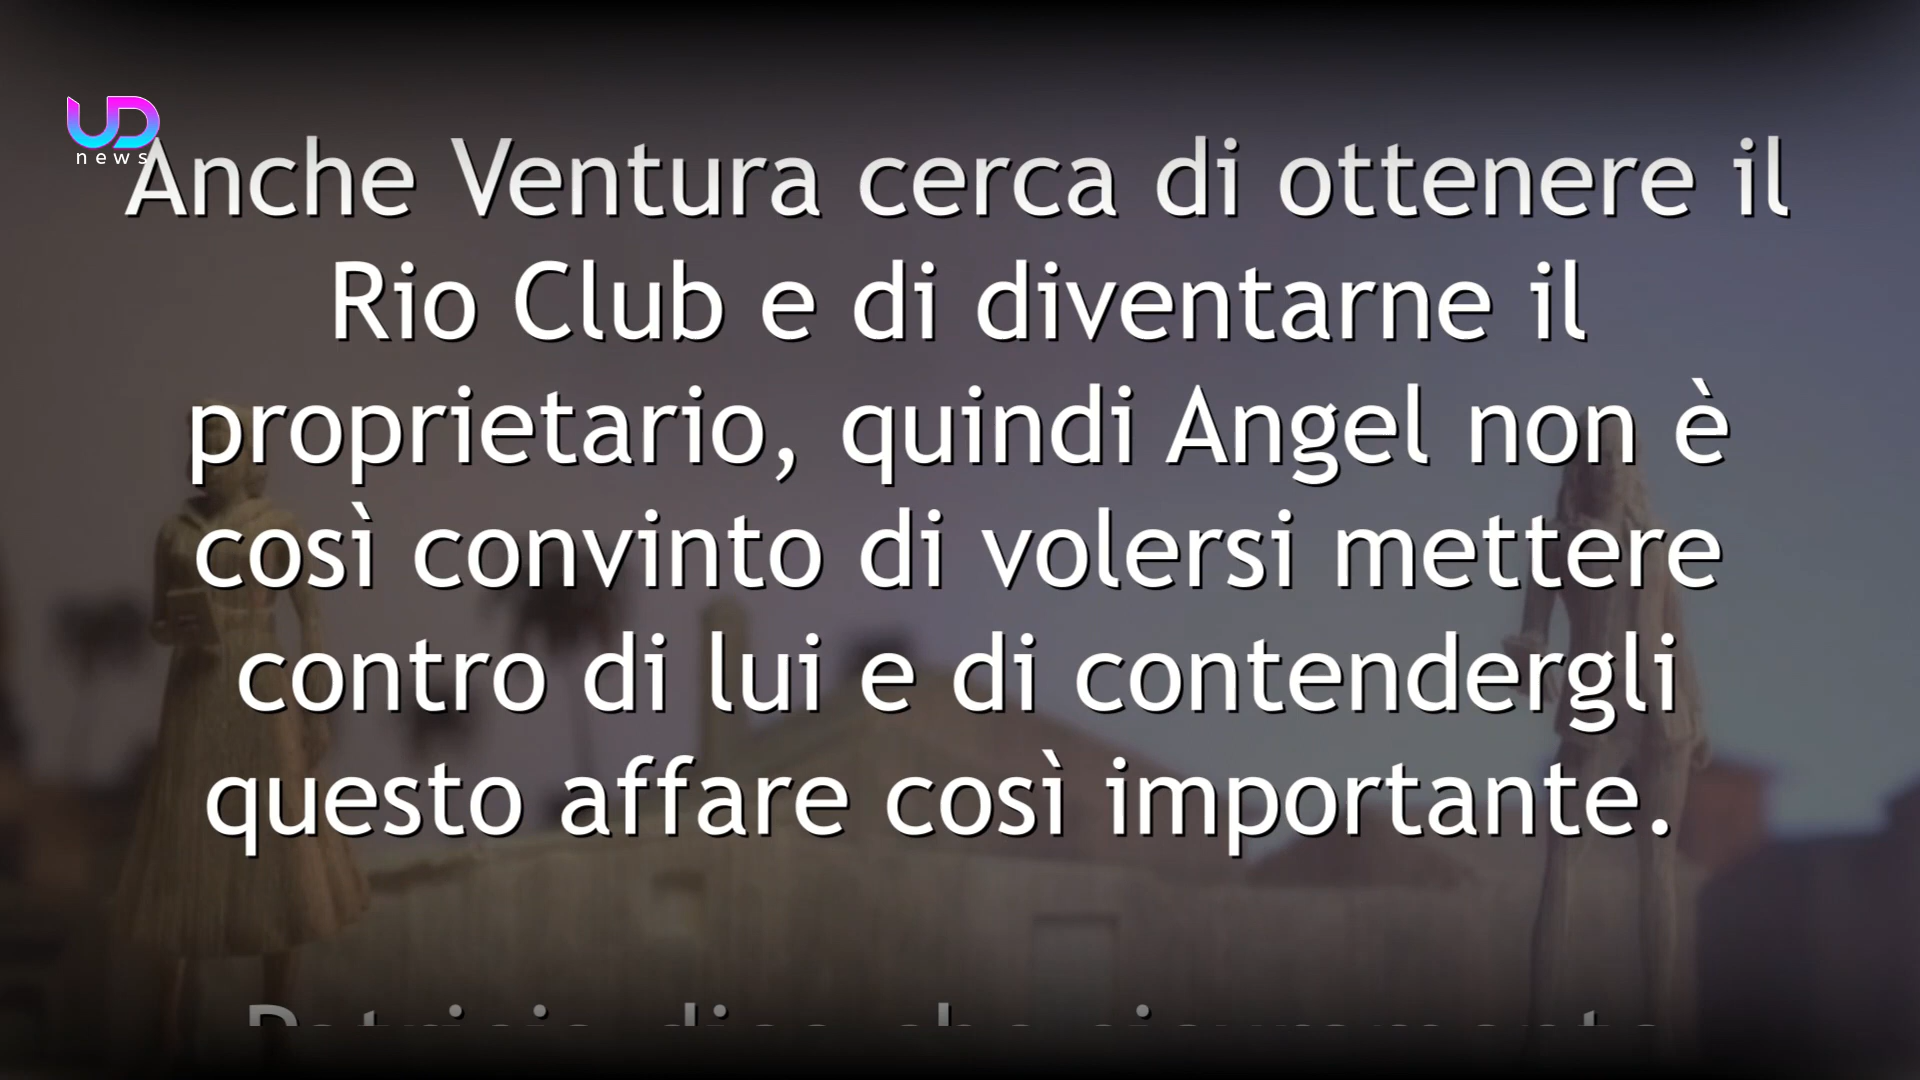 UD
news
Anche Ventura cerca di ottenere il
Rio Club e di diventarne il
proprietario, quindi Angel non è
così convinto di volersi mettere
contro di lui e di contendergli
questo affare così importante.